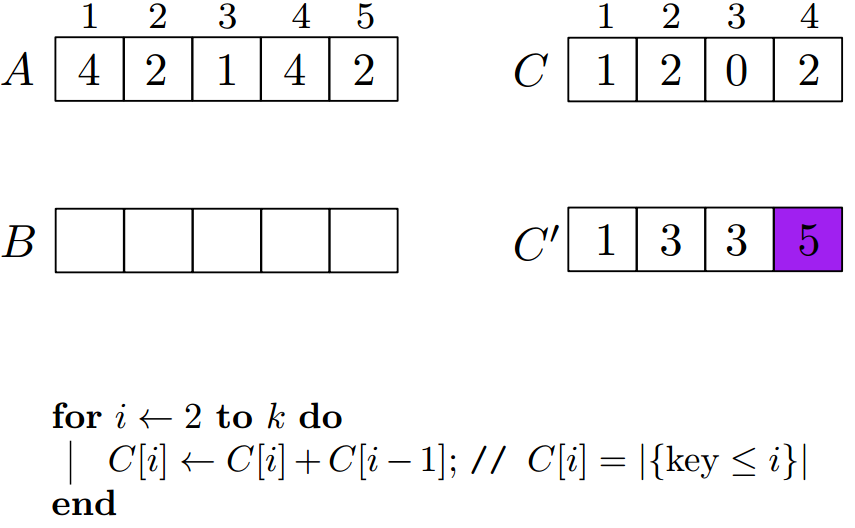 1 2 3 4 5 1 2 3 4
A 4 2 1 4 2 C 1 2 0 2
B C′ 1 3 3 5
for i ← 2 to k do
C[i] ← C[i] + C[i − 1]; // C[i] = |{key ≤ i}|
end